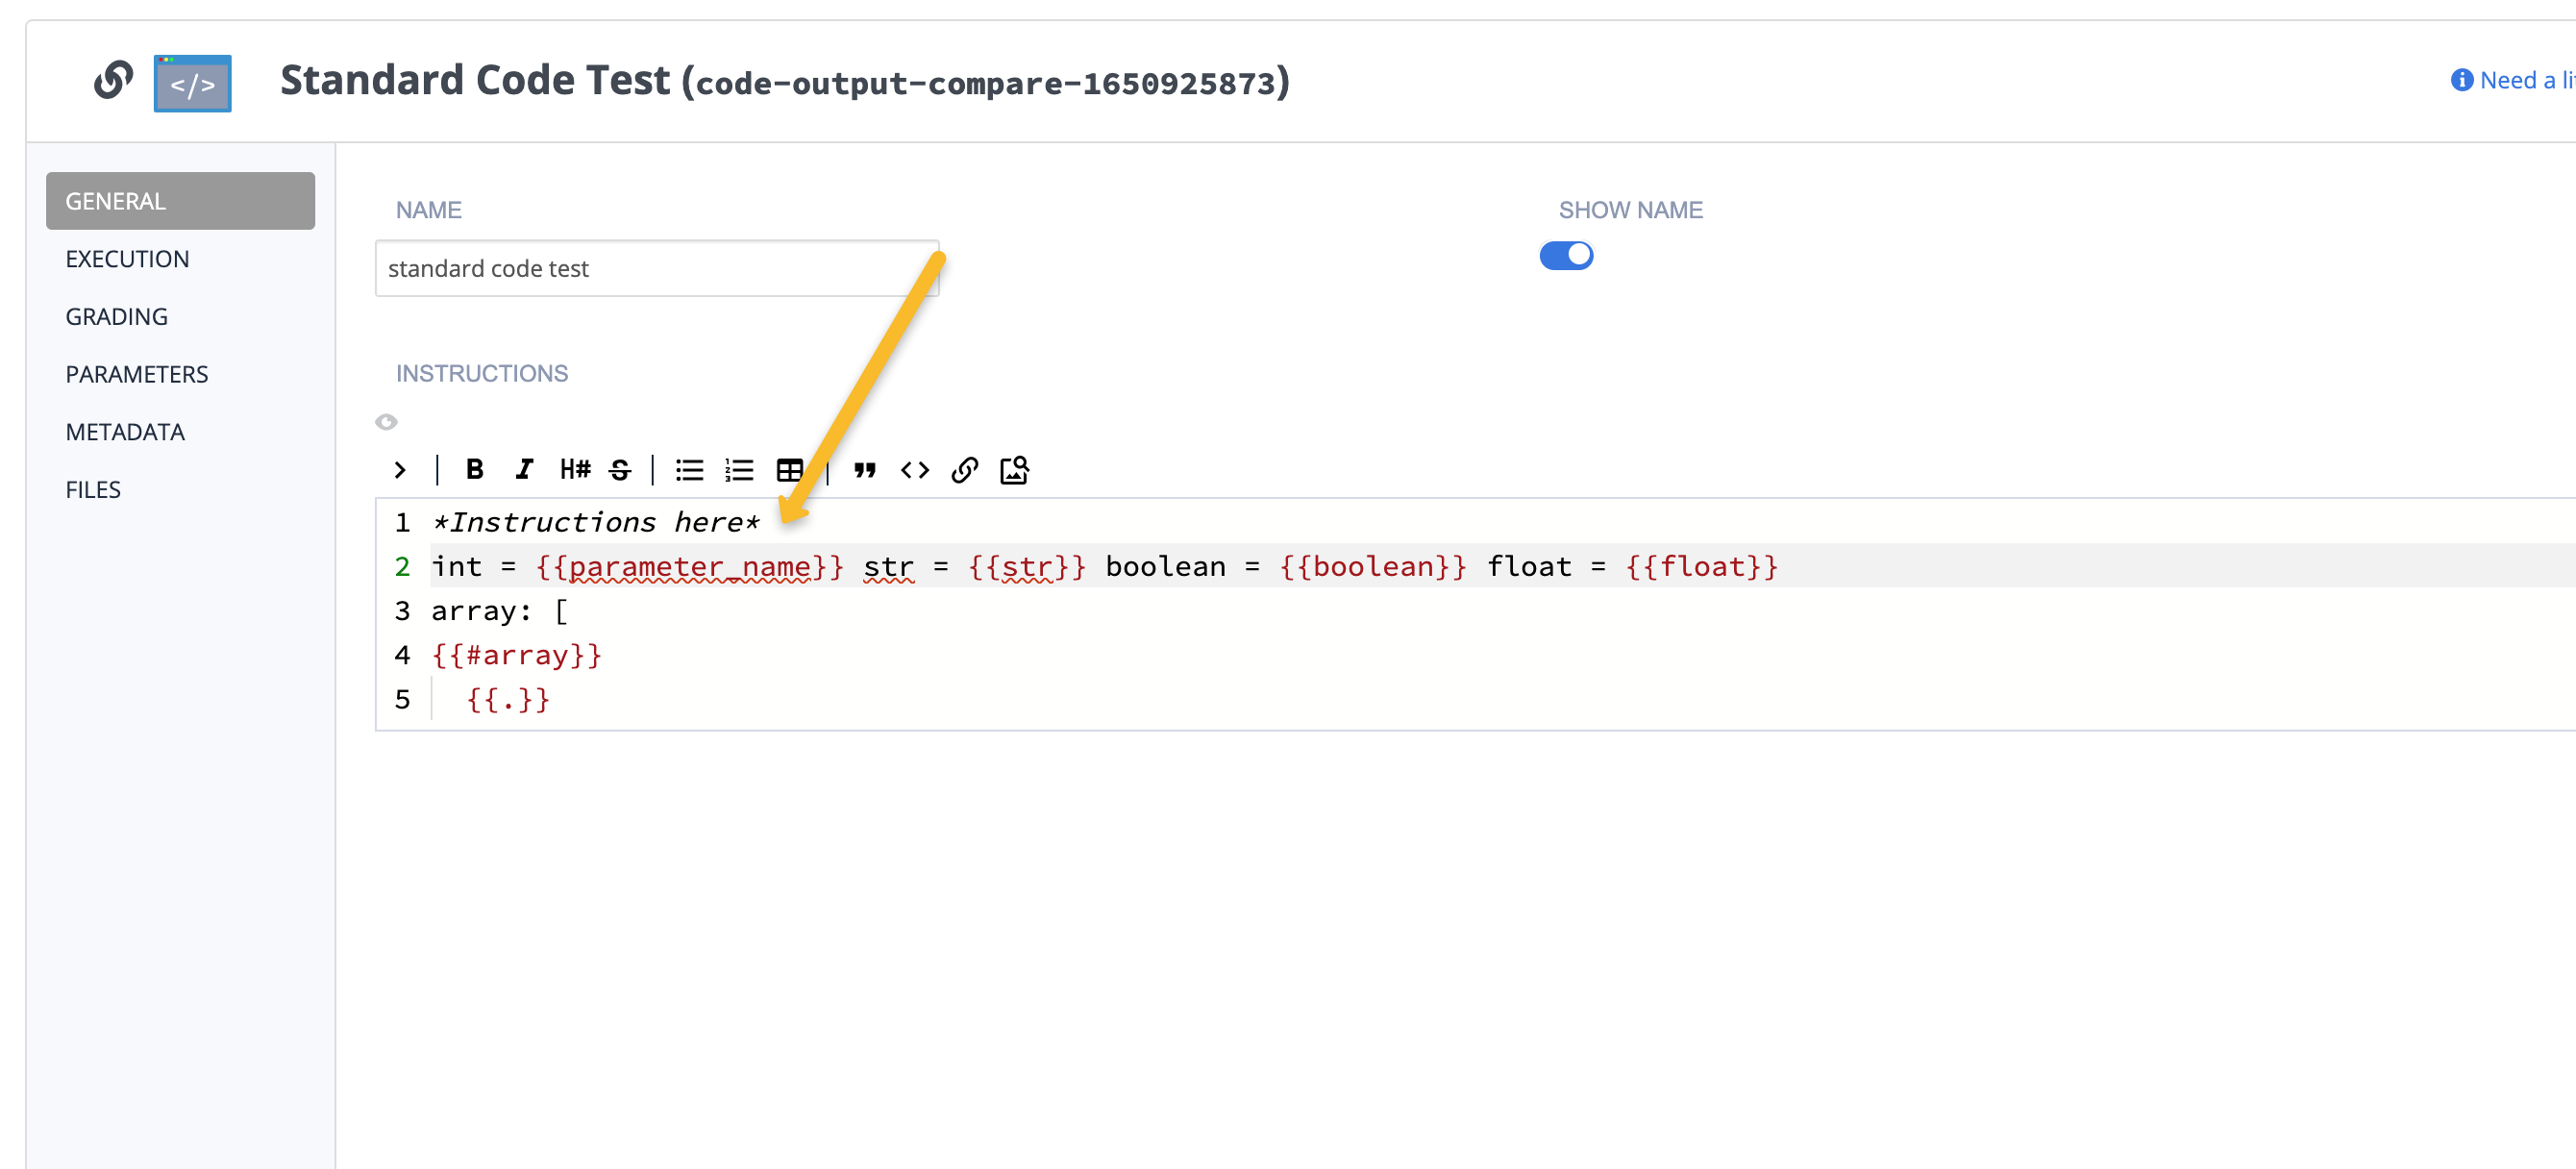 </> Standard Code Test (code-output-compare-1650925873)
Need a li
GENERAL
EXECUTION
GRADING
PARAMETERS
METADATA
FILES
NAME
SHOW NAME
standard code test
INSTRUCTIONS
B I H# S
1 *Instructions here*
2 int = {{parameter_name}} str = {{str}} boolean = {{boolean}} float = {{float}}
3 array: [
4 {{#array}}
5 {{.}}